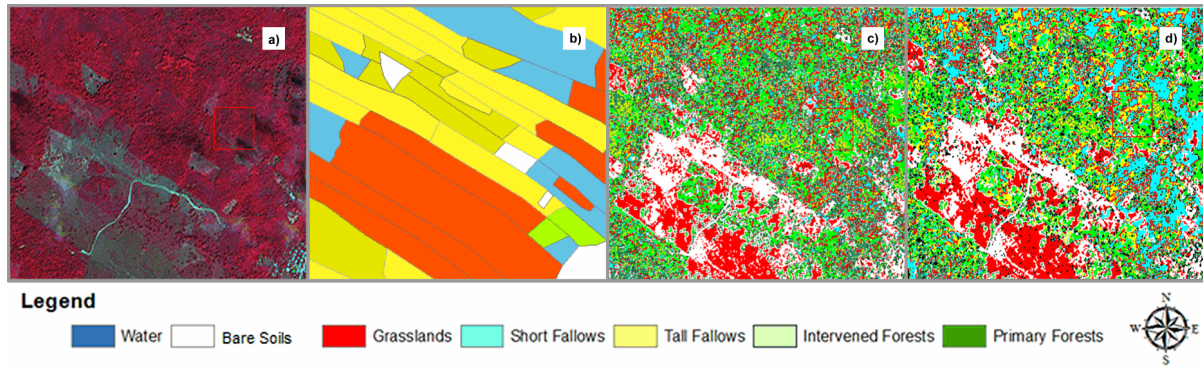 a) b) c) d)
Legend
Water Bare Soils Grasslands Short Fallows Tall Fallows Intervened Forests Primary Forests
N
W E
S